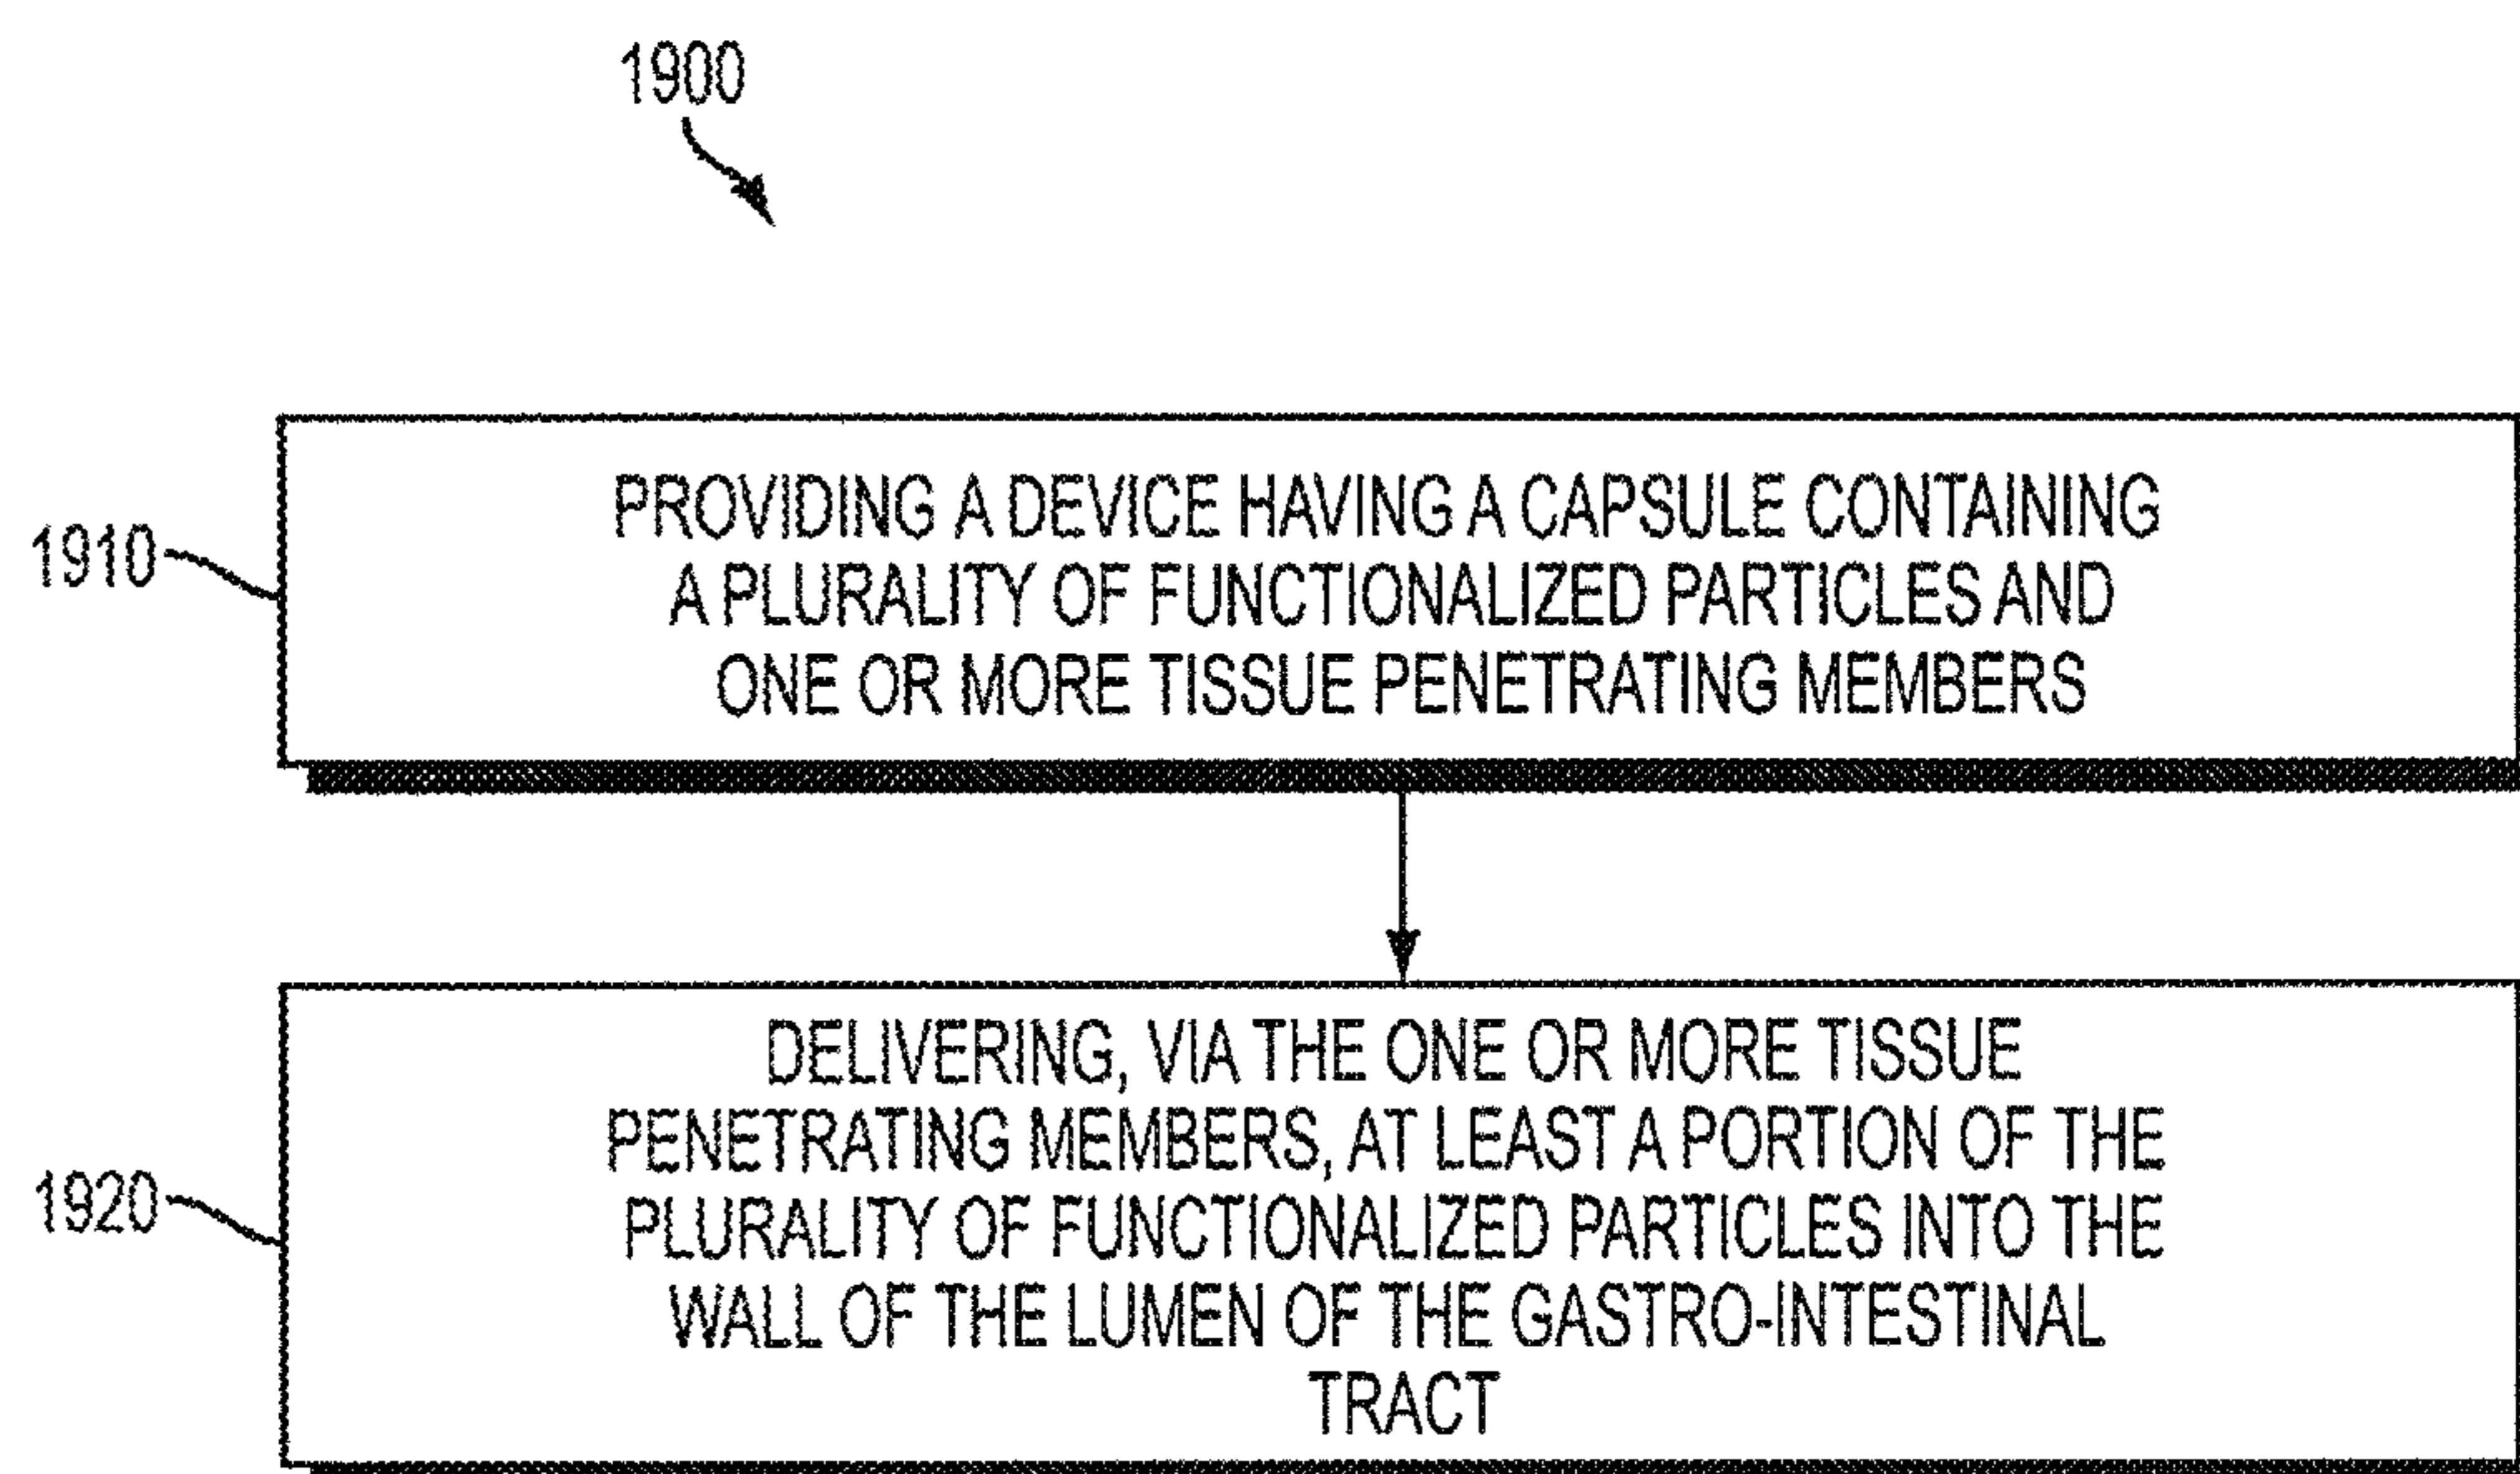 1900
1910
PROVIDING A DEVICE HAVING A CAPSULE CONTAINING
A PLURALITY OF FUNCTIONALIZED PARTICLES AND
ONE OR MORE TISSUE PENETRATING MEMBERS
1920
DELIVERING, VIA THE ONE OR MORE TISSUE
PENETRATING MEMBERS, AT LEAST A PORTION OF THE
PLURALITY OF FUNCTIONALIZED PARTICLES INTO THE
WALL OF THE LUMEN OF THE GASTRO-INTESTINAL
TRACT